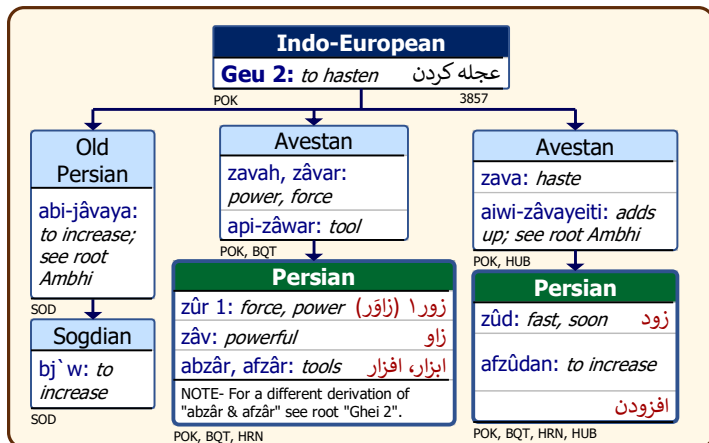 Indo-European
Geu 2: to hasten عجله کردن
POK 3857
Old
Persian
abi-jâvaya:
to increase;
see root
Ambhi
SOD
Sogdian
bj`w: to
increase
SOD
Avestan
zavah, zâvar:
power, force
api-zâwar: tool
POK, BQT
Persian
zûr 1: force, power زور۱ (زاوَر)
zâv: powerful زاو
abzâr, afzâr: tools ابزار، افزار
NOTE- For a different derivation of
"abzâr & afzâr" see root "Ghei 2".
POK, BQT, HRN
Avestan
zava: haste
aiwi-zâvayeiti: adds
up; see root Ambhi
POK, HUB
Persian
zûd: fast, soon زود
afzûdan: to increase
افزودن
POK, BQT, HRN, HUB